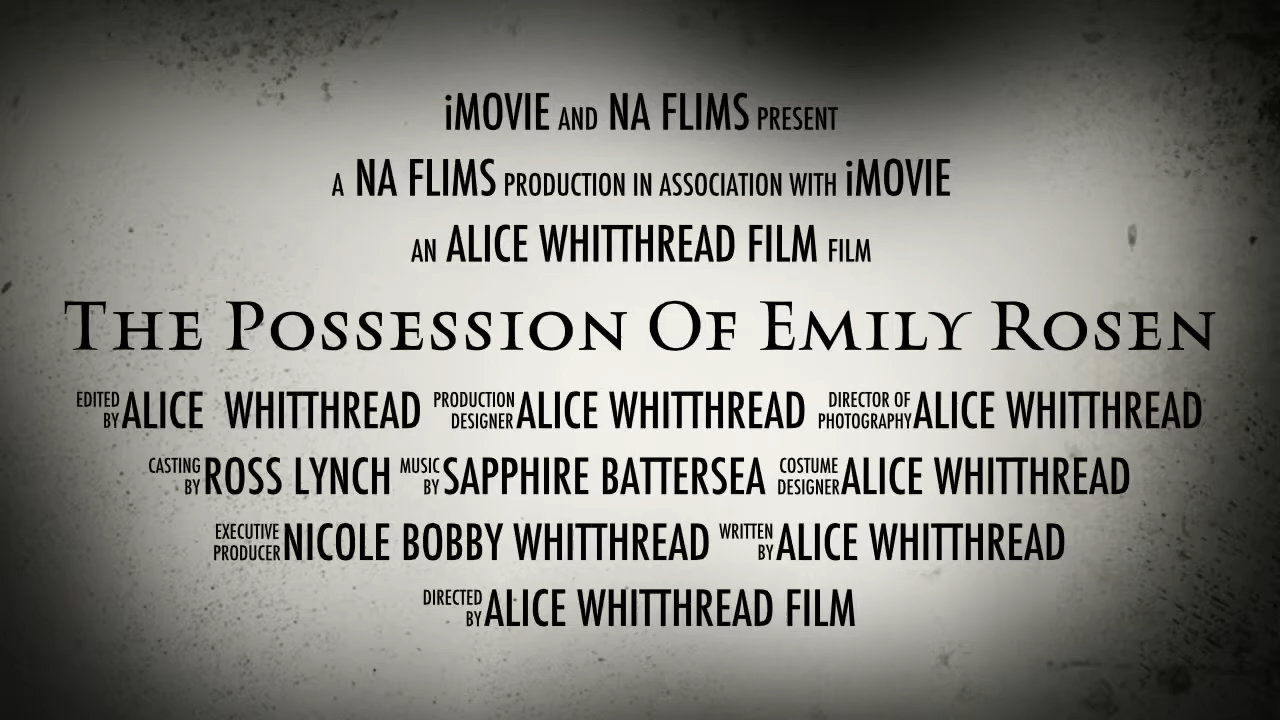 iMOVIE AND NA FLIMS PRESENT
A NA FLIMS PRODUCTION IN ASSOCIATION WITH iMOVIE
AN ALICE WHITTHREAD FILM FILM
THE POSSESSION OF EMILY ROSEN
EDITED BY ALICE WHITTHREAD PRODUCTION DESIGNER ALICE WHITTHREAD DIRECTOR OF PHOTOGRAPHY ALICE WHITTHREAD
CASTING BY ROSS LYNCH MUSIC BY SAPPHIRE BATTERSEA COSTUME DESIGNER ALICE WHITTHREAD
EXECUTIVE PRODUCER NICOLE BOBBY WHITTHREAD WRITTEN BY ALICE WHITTHREAD
DIRECTED BY ALICE WHITTHREAD FILM